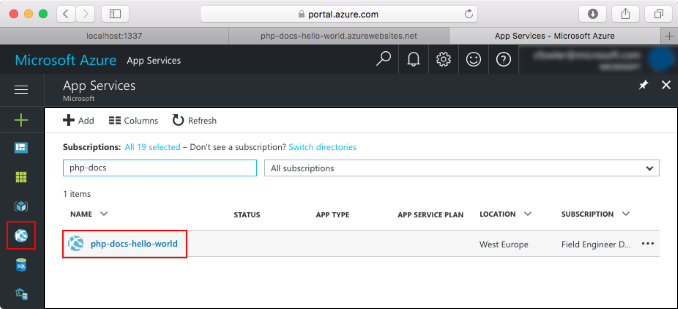 portal.azure.com
localhost:1337 php-docs-hello-world.azurewebsites.net App Services - Microsoft Azure
Microsoft Azure App Services
App Services
Microsoft
Add Columns Refresh
Subscriptions: All 19 selected – Don't see a subscription? Switch directories
php-docs All subscriptions
1 items
NAME STATUS APP TYPE APP SERVICE PLAN LOCATION SUBSCRIPTION
php-docs-hello-world West Europe Field Engineer D...
SQL